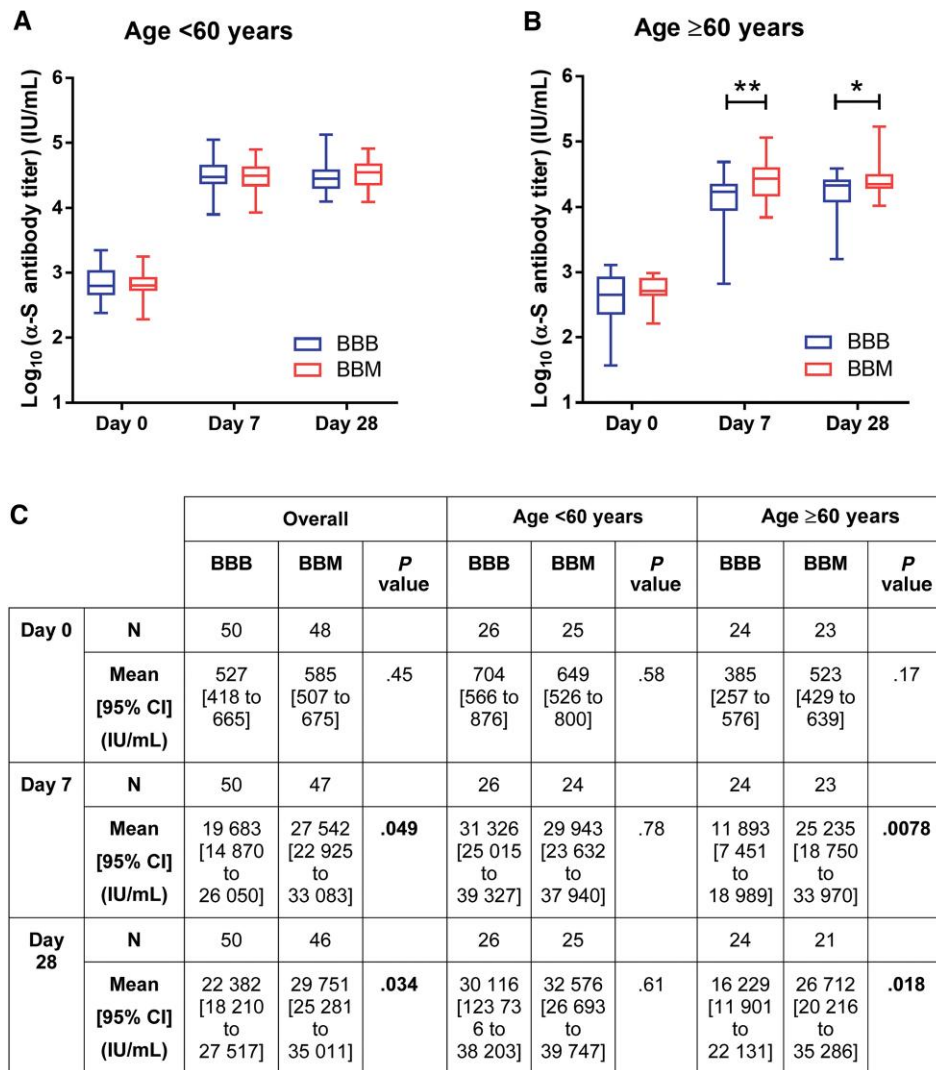 A
Age <60 years
Log10 (α-S antibody titer) (IU/mL)
6
5
4
3
2
1
BBB
BBM
Day 0
Day 7
Day 28
B
Age ≥60 years
Log10 (α-S antibody titer) (IU/mL)
6
5
4
3
2
1
**
*
BBB
BBM
Day 0
Day 7
Day 28
C
Overall
Age <60 years
Age ≥60 years
BBB
BBM
P
value
BBB
BBM
P
value
BBB
BBM
P
value
Day 0
N
50
48
26
25
24
23
Mean
[95% CI]
(IU/mL)
527
[418 to
665]
585
[507 to
675]
.45
704
[566 to
876]
649
[526 to
800]
.58
385
[257 to
576]
523
[429 to
639]
.17
Day 7
N
50
47
26
24
24
23
Mean
[95% CI]
(IU/mL)
19 683
[14 870
to
26 050]
27 542
[22 925
to
33 083]
.049
31 326
[25 015
to
39 327]
29 943
[23 632
to
37 940]
.78
11 893
[7 451
to
18 989]
25 235
[18 750
to
33 970]
.0078
Day
28
N
50
46
26
25
24
21
Mean
[95% CI]
(IU/mL)
22 382
[18 210
to
27 517]
29 751
[25 281
to
35 011]
.034
30 116
[123 73
6 to
38 203]
32 576
[26 693
to
39 747]
.61
16 229
[11 901
to
22 131]
26 712
[20 216
to
35 286]
.018